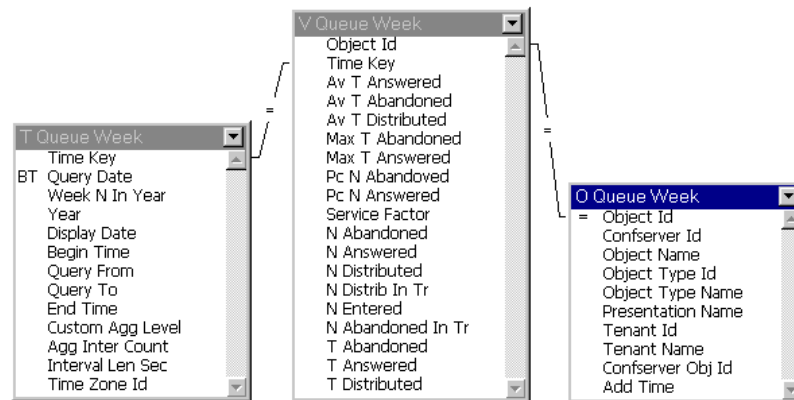 V Queue Week
Object Id
Time Key
Av T Answered
Av T Abandoned
Av T Distributed
Max T Abandoned
Max T Answered
Pc N Abandoved
Pc N Answered
Service Factor
N Abandoned
N Answered
N Distributed
N Distrib In Tr
N Entered
N Abandoned In Tr
T Abandoned
T Answered
T Distributed
=
T Queue Week
Time Key
BT Query Date
Week N In Year
Year
Display Date
Begin Time
Query From
Query To
End Time
Custom Agg Level
Agg Inter Count
Interval Len Sec
Time Zone Id
=
O Queue Week
= Object Id
Confserver Id
Object Name
Object Type Id
Object Type Name
Presentation Name
Tenant Id
Tenant Name
Confserver Obj Id
Add Time